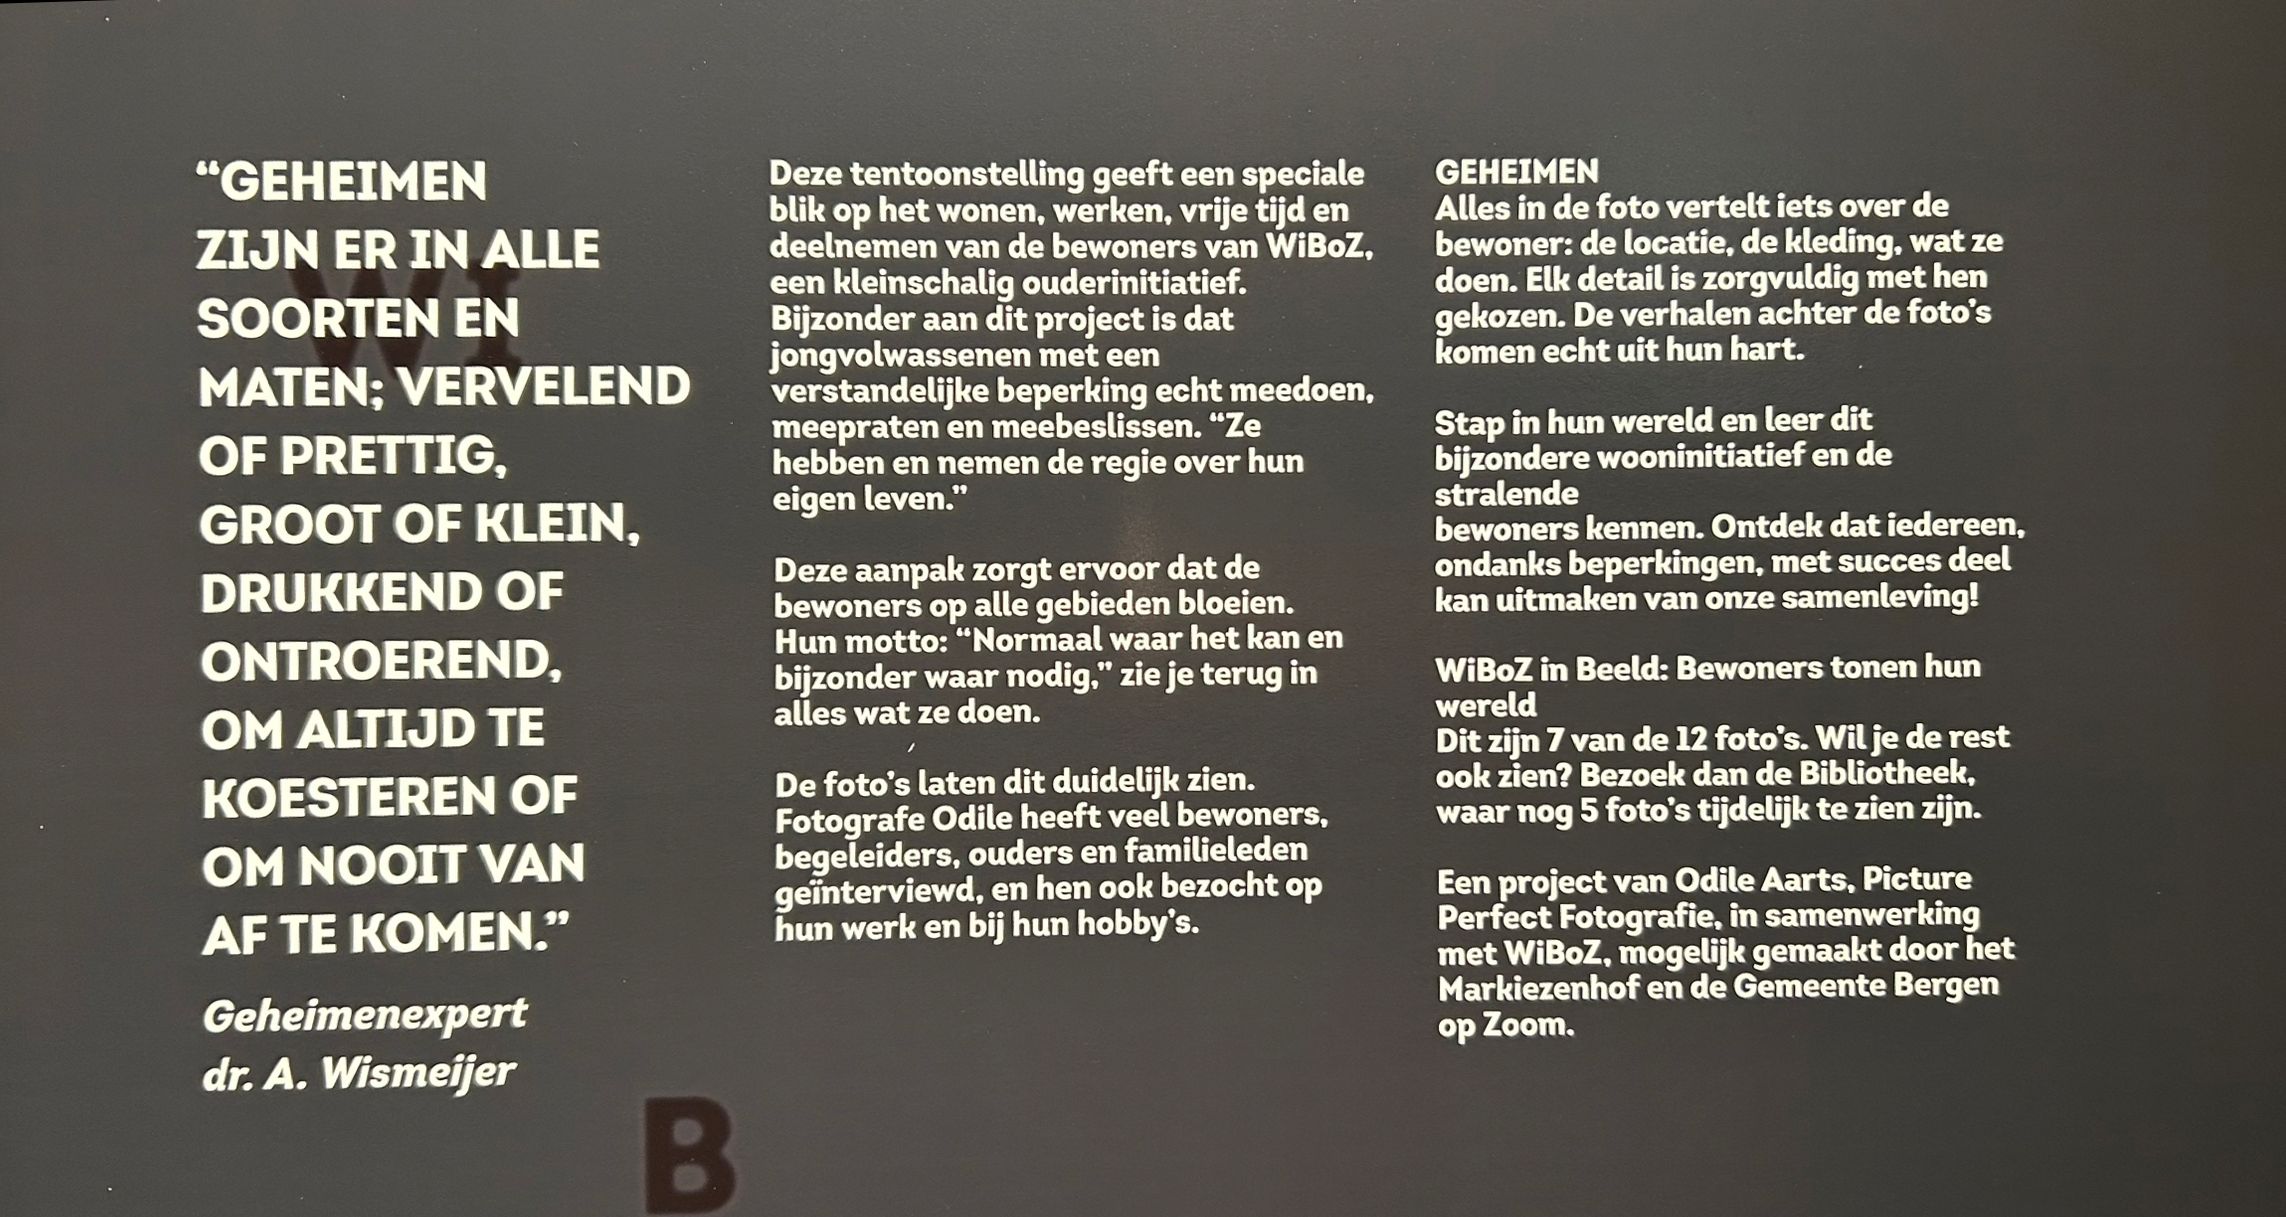 “GEHEIMEN
ZIJN ER IN ALLE
SOORTEN EN
MATEN; VERVELEND
OF PRETTIG,
GROOT OF KLEIN,
DRUKKEND OF
ONTROEREND,
OM ALTIJD TE
KOESTEREN OF
OM NOOIT VAN
AF TE KOMEN.”
Geheimenexpert
dr. A. Wismeijer
Deze tentoonstelling geeft een speciale
blik op het wonen, werken, vrije tijd en
deelnemen van de bewoners van WiBoZ,
een kleinschalig ouderinitiatief.
Bijzonder aan dit project is dat
jongvolwassenen met een
verstandelijke beperking echt meedoen,
meepraten en meebeslissen. “Ze
hebben en nemen de regie over hun
eigen leven.”
Deze aanpak zorgt ervoor dat de
bewoners op alle gebieden bloeien.
Hun motto: “Normaal waar het kan en
bijzonder waar nodig,” zie je terug in
alles wat ze doen.
De foto’s laten dit duidelijk zien.
Fotografe Odile heeft veel bewoners,
begeleiders, ouders en familieleden
geïnterviewd, en hen ook bezocht op
hun werk en bij hun hobby’s.
GEHEIMEN
Alles in de foto vertelt iets over de
bewoner: de locatie, de kleding, wat ze
doen. Elk detail is zorgvuldig met hen
gekozen. De verhalen achter de foto’s
komen echt uit hun hart.
Stap in hun wereld en leer dit
bijzondere wooninitiatief en de
stralende
bewoners kennen. Ontdek dat iedereen,
ondanks beperkingen, met succes deel
kan uitmaken van onze samenleving!
WiBoZ in Beeld: Bewoners tonen hun
wereld
Dit zijn 7 van de 12 foto’s. Wil je de rest
ook zien? Bezoek dan de Bibliotheek,
waar nog 5 foto’s tijdelijk te zien zijn.
Een project van Odile Aarts, Picture
Perfect Fotografie, in samenwerking
met WiBoZ, mogelijk gemaakt door het
Markiezenhof en de Gemeente Bergen
op Zoom.
WI
B